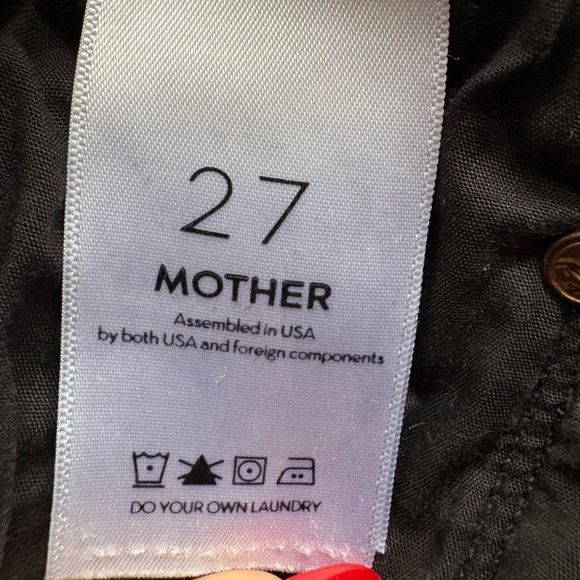 27
MOTHER
Assembled in USA
by both USA and foreign components
DO YOUR OWN LAUNDRY